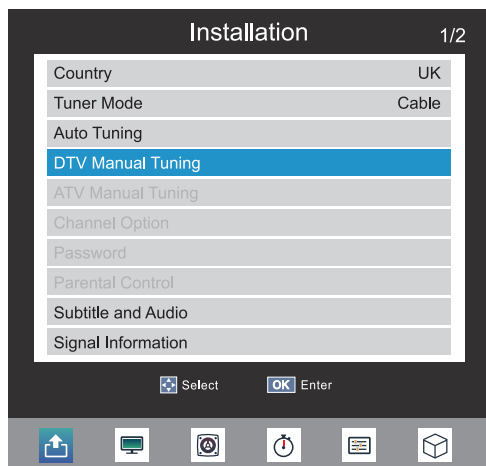 Installation 1/2
Country UK
Tuner Mode Cable
Auto Tuning
DTV Manual Tuning
ATV Manual Tuning
Channel Option
Password
Parental Control
Subtitle and Audio
Signal Information
Select OK Enter